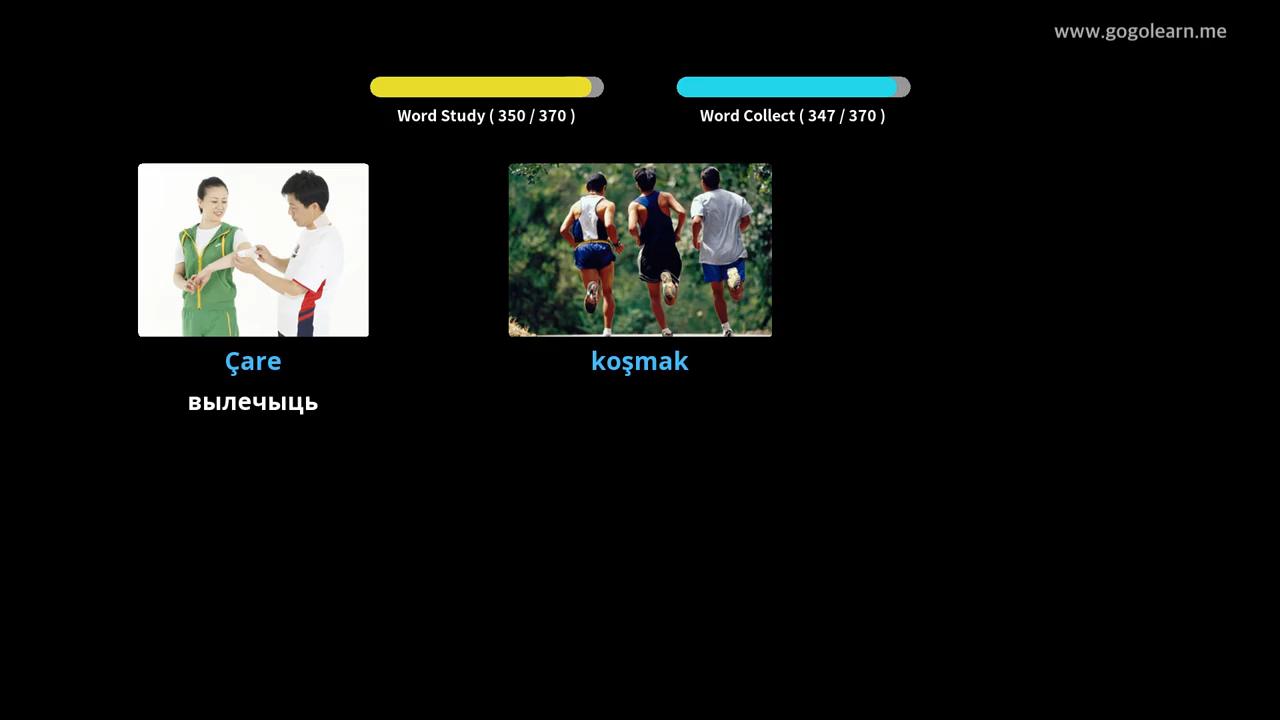 www.gogolearn.me
Word Study ( 350 / 370 )
Word Collect ( 347 / 370 )
Çare
koşmak
вылечыць